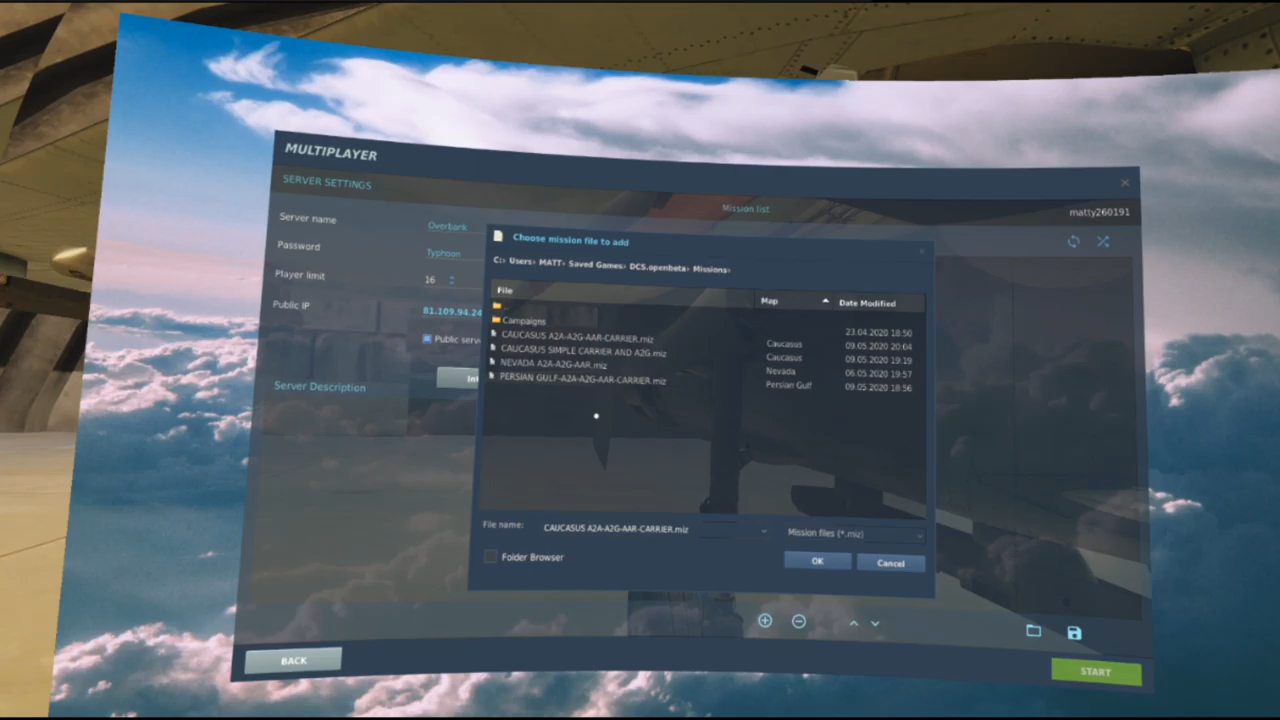 MULTIPLAYER
SERVER SETTINGS
Mission list
matty260191
Server name
Overbank
Password
Typhoon
Player limit
16
Public IP
81.109.94.24
Public serv
Server Description
Choose mission file to add
C:› Users› MATT› Saved Games› DCS.openbeta› Missions›
File Map Date Modified
..
Campaigns 23.04.2020 18:50
CAUCASUS A2A-A2G-AAR-CARRIER.miz Caucasus 09.05.2020 20:04
CAUCASUS SIMPLE CARRIER AND A2G.miz Caucasus 09.05.2020 19:19
NEVADA A2A-A2G-AAR.miz Nevada 06.05.2020 19:57
PERSIAN GULF-A2A-A2G-AAR-CARRIER.miz Persian Gulf 09.05.2020 18:56
File name: CAUCASUS A2A-A2G-AAR-CARRIER.miz Mission files (*.miz)
Folder Browser
OK
Cancel
BACK
START